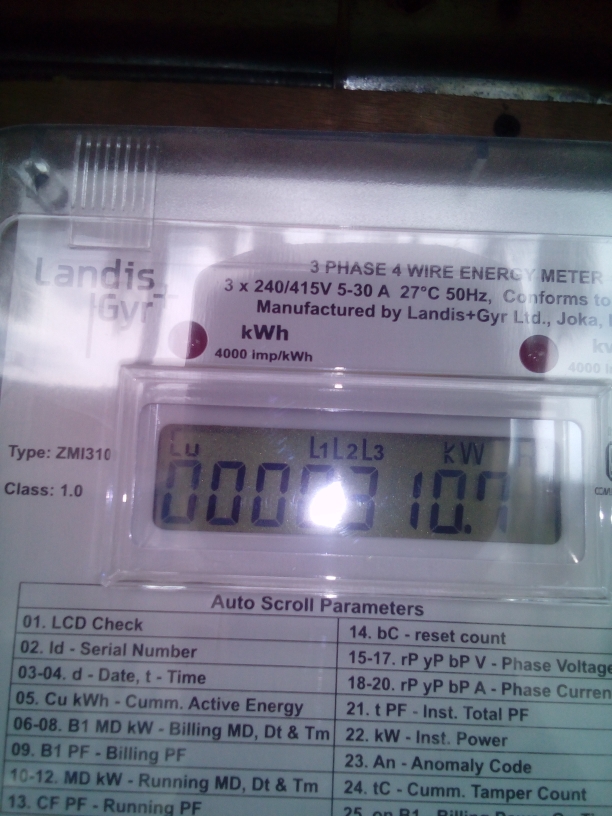 Landis
Gyr
3 PHASE 4 WIRE ENERGY METER
3 x 240/415V 5-30 A 27°C 50Hz, Conforms to
Manufactured by Landis+Gyr Ltd., Joka,
kWh
4000 imp/kWh
4000
Type: ZMI310
Class: 1.0
Cu L1L2L3 kW
Auto Scroll Parameters
01. LCD Check
02. Id - Serial Number
03-04. d - Date, t - Time
05. Cu kWh - Cumm. Active Energy
06-08. B1 MD kW - Billing MD, Dt & Tm
09. B1 PF - Billing PF
10-12. MD kW - Running MD, Dt & Tm
13. CF PF - Running PF
14. bC - reset count
15-17. rP yP bP V - Phase Voltage
18-20. rP yP bP A - Phase Curren
21. t PF - Inst. Total PF
22. kW - Inst. Power
23. An - Anomaly Code
24. tC - Cumm. Tamper Count